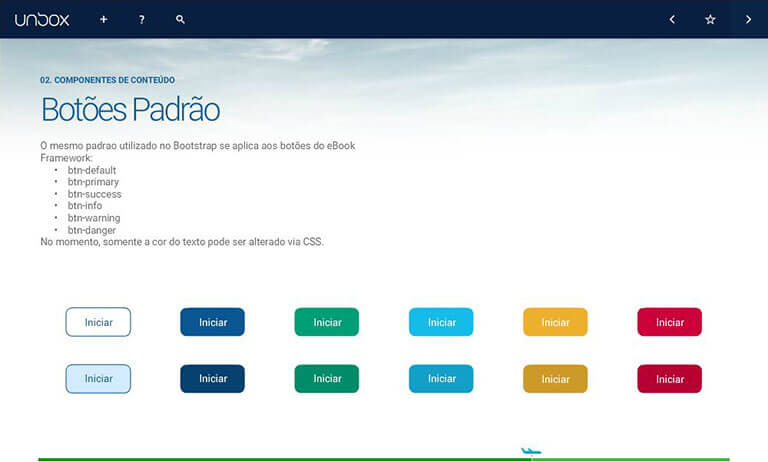 unbox + ?
02. COMPONENTES DE CONTEÚDO
Botões Padrão
O mesmo padrao utilizado no Bootstrap se aplica aos botões do eBook
Framework:
• btn-default
• btn-primary
• btn-success
• btn-info
• btn-warning
• btn-danger
No momento, somente a cor do texto pode ser alterado via CSS.
Iniciar Iniciar Iniciar Iniciar Iniciar Iniciar
Iniciar Iniciar Iniciar Iniciar Iniciar Iniciar